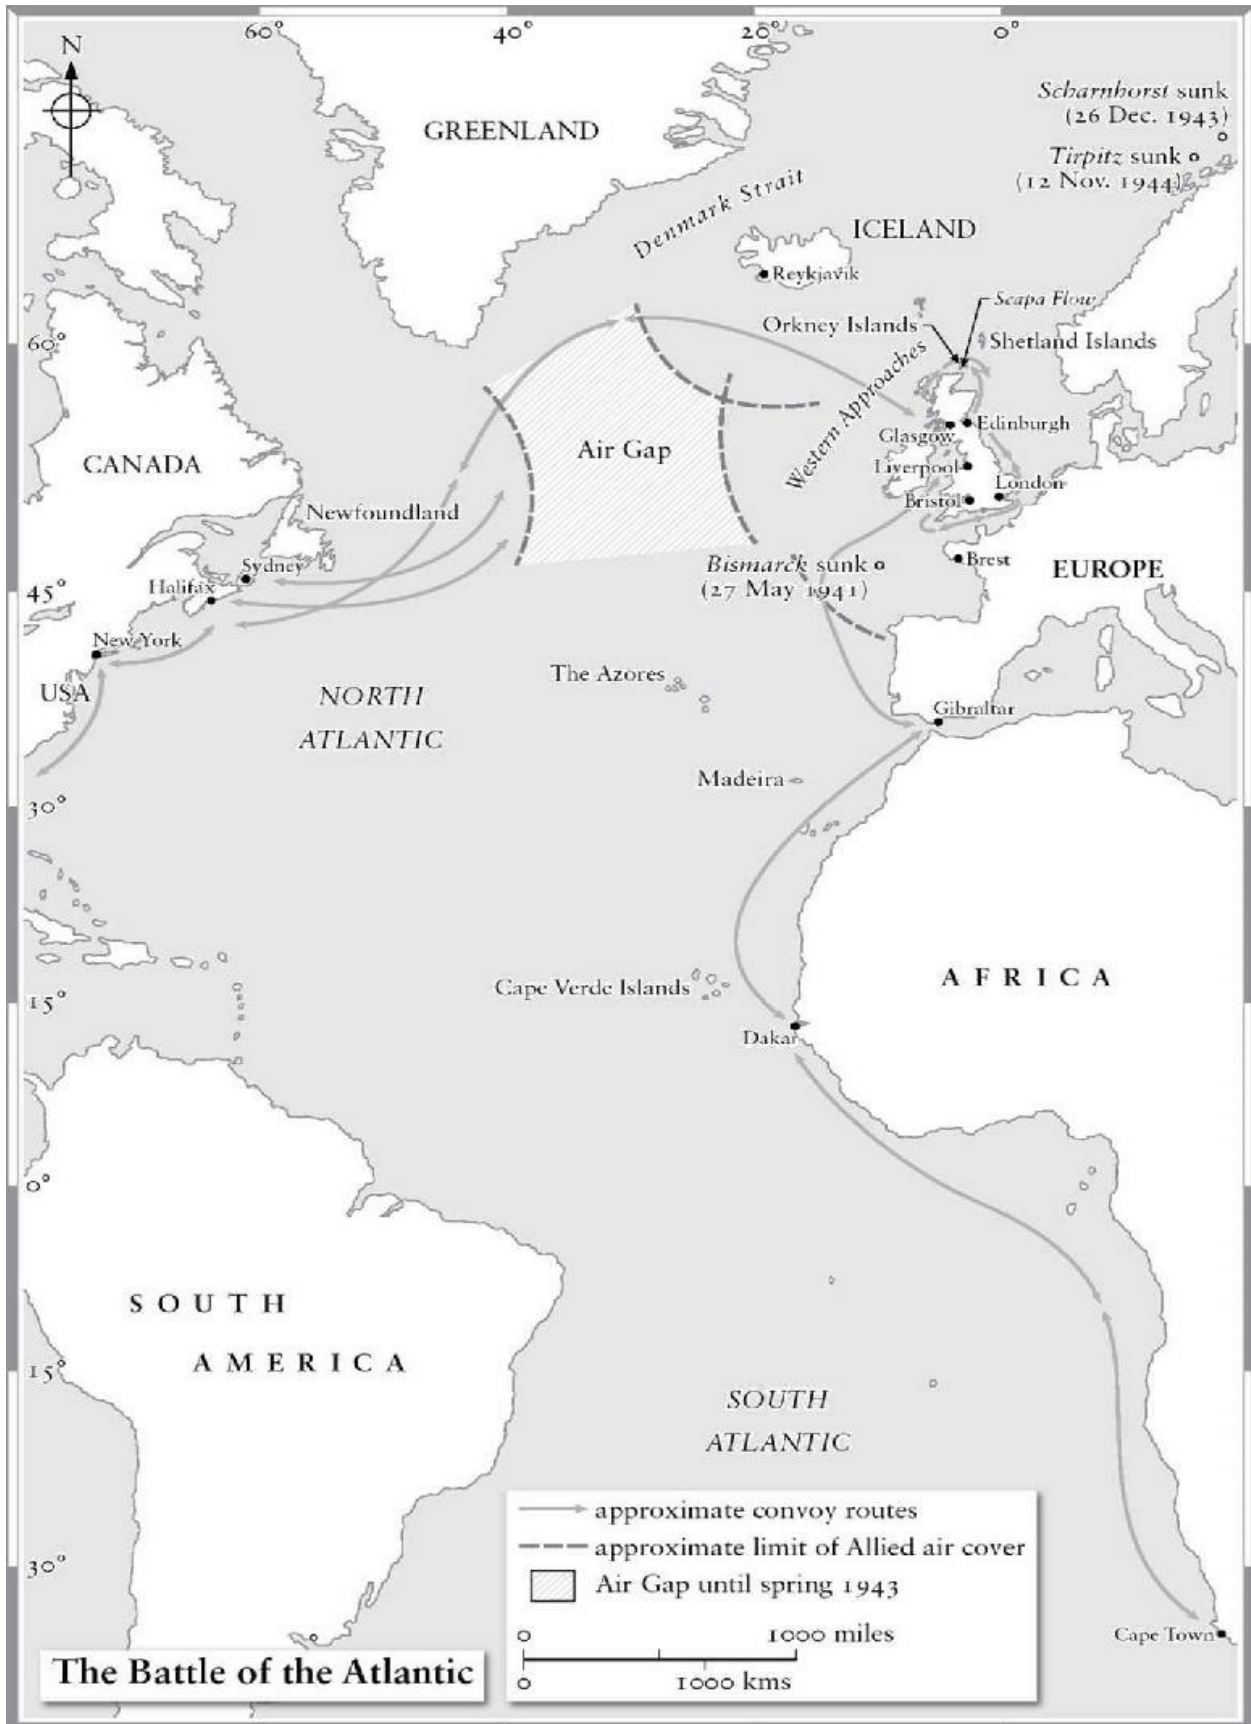 60°
40°
20°
0°
N
Scharnhorst sunk
(26 Dec. 1943)
GREENLAND
Tirpitz sunk
(12 Nov. 1944)
Denmark Strait
ICELAND
Reykjavik
Scapa Flow
Orkney Islands
60°
Shetland Islands
Western Approaches
Edinburgh
Glasgow
CANADA
Air Gap
Liverpool
London
Bristol
Newfoundland
Sydney
Bismarck sunk
(27 May 1941)
Brest
EUROPE
Halifax
45°
New York
The Azores
USA
NORTH
ATLANTIC
Gibraltar
Madeira
30°
AFRICA
Cape Verde Islands
15°
Dakar
0°
SOUTH
AMERICA
15°
SOUTH
ATLANTIC
approximate convoy routes
approximate limit of Allied air cover
30°
Air Gap until spring 1943
0
1000 miles
Cape Town
The Battle of the Atlantic
0
1000 kms